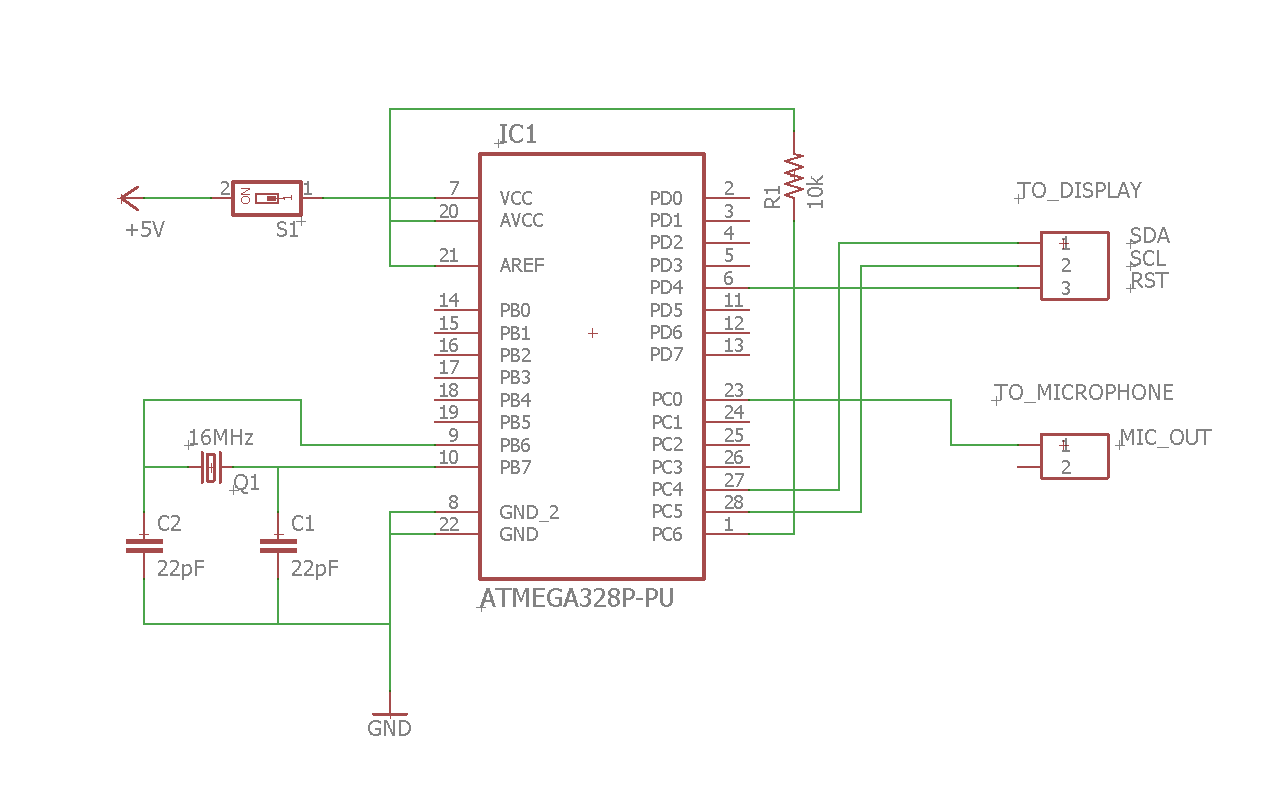 IC1
+5V
2
ON
1
1
S1
7 VCC
20 AVCC
21 AREF
14 PB0
15 PB1
16 PB2
17 PB3
18 PB4
19 PB5
9 PB6
10 PB7
8 GND_2
22 GND
PD0 2
PD1 3
PD2 4
PD3 5
PD4 6
PD5 11
PD6 12
PD7 13
PC0 23
PC1 24
PC2 25
PC3 26
PC4 27
PC5 28
PC6 1
ATMEGA328P-PU
R1
10k
TO_DISPLAY
1 SDA
2 SCL
3 RST
TO_MICROPHONE
1 MIC_OUT
2
16MHz
Q1
C2
22pF
C1
22pF
GND